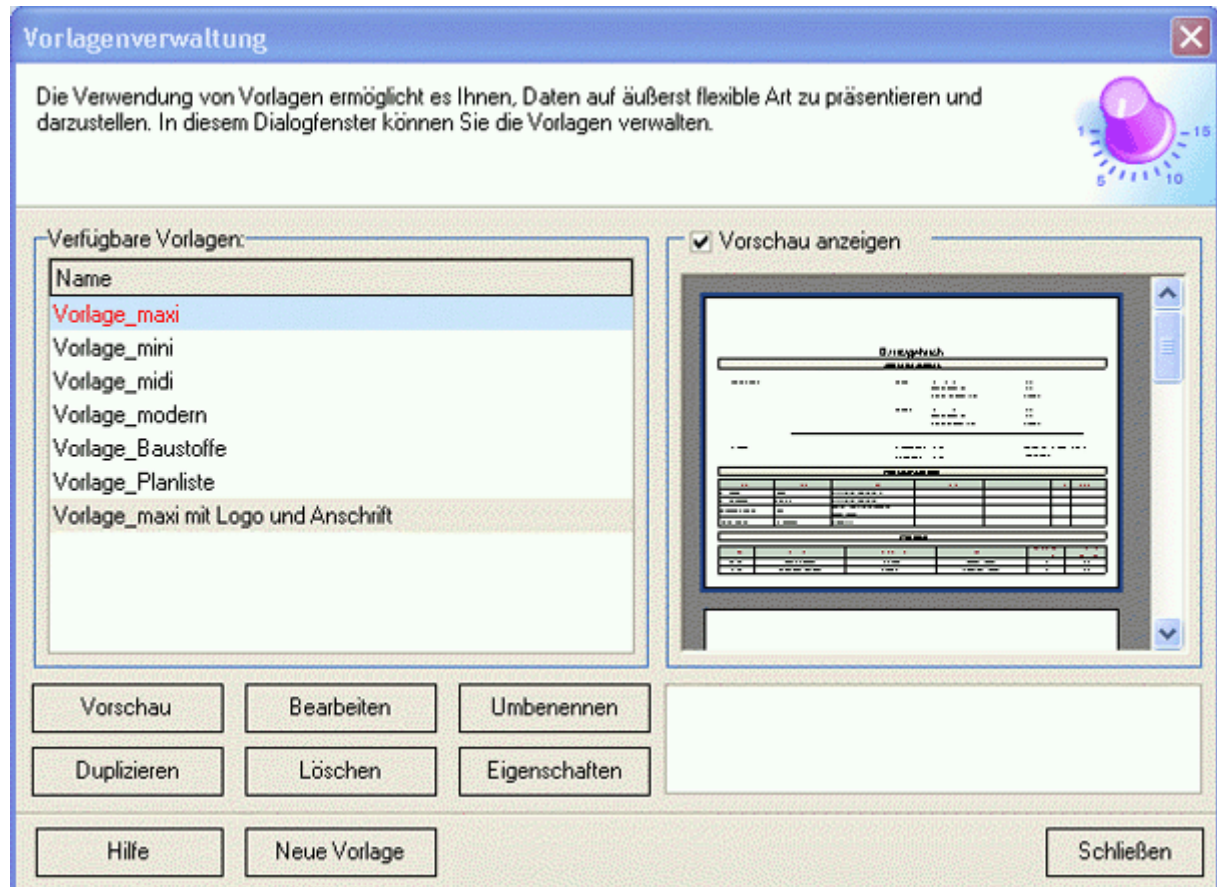 Vorlagenverwaltung
Die Verwendung von Vorlagen ermöglicht es Ihnen, Daten auf äußerst flexible Art zu präsentieren und
darzustellen. In diesem Dialogfenster können Sie die Vorlagen verwalten.
1
15
5
10
Verfügbare Vorlagen:
Name
Vorlage_maxi
Vorlage_mini
Vorlage_midi
Vorlage_modern
Vorlage_Baustoffe
Vorlage_Planliste
Vorlage_maxi mit Logo und Anschrift
Vorschau anzeigen
Vorschau
Bearbeiten
Umbenennen
Duplizieren
Löschen
Eigenschaften
Hilfe
Neue Vorlage
Schließen